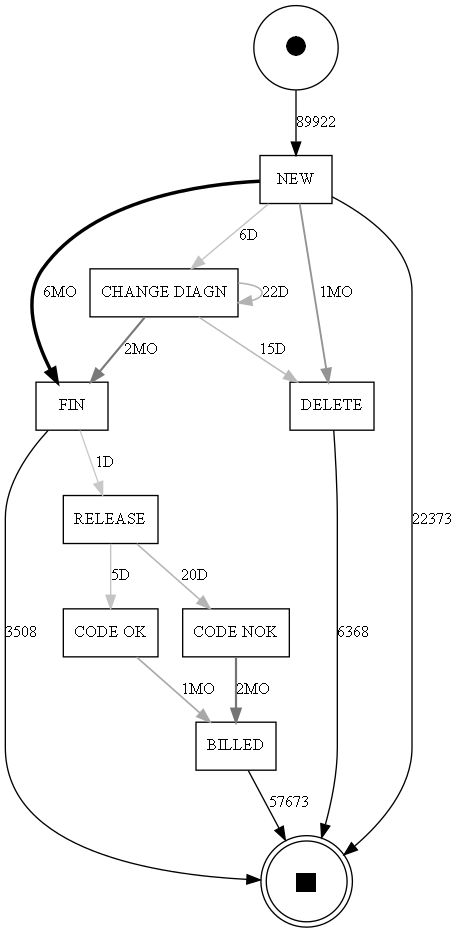 89922
NEW
6D
CHANGE DIAGN
22D
6MO
1MO
2MO
15D
FIN
DELETE
1D
RELEASE
22373
5D
20D
3508
CODE OK
CODE NOK
6368
1MO
2MO
BILLED
57673